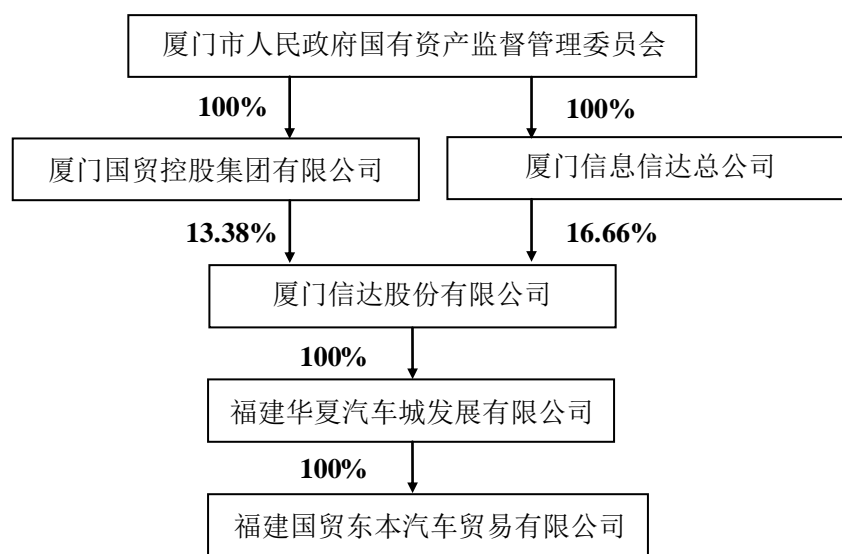 厦门市人民政府国有资产监督管理委员会
100%
100%
厦门国贸控股集团有限公司
厦门信息信达总公司
13.38%
16.66%
厦门信达股份有限公司
100%
福建华夏汽车城发展有限公司
100%
福建国贸东本汽车贸易有限公司